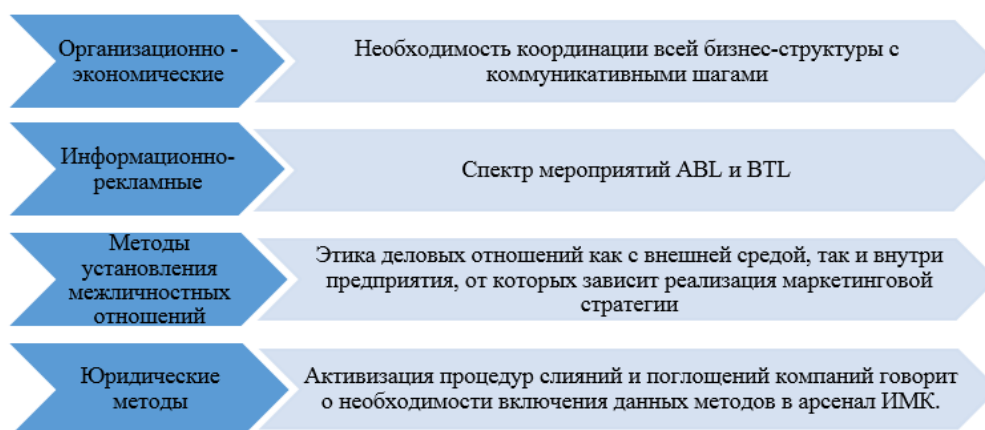 Организационно -
экономические
Необходимость координации всей бизнес-структуры с
коммуникативными шагами
Информационно-
рекламные
Спектр мероприятий ABL и BTL
Методы
установления
межличностных
отношений
Этика деловых отношений как с внешней средой, так и внутри
предприятия, от которых зависит реализация маркетинговой
стратегии
Юридические
методы
Активизация процедур слияний и поглощений компаний говорит
о необходимости включения данных методов в арсенал ИМК.